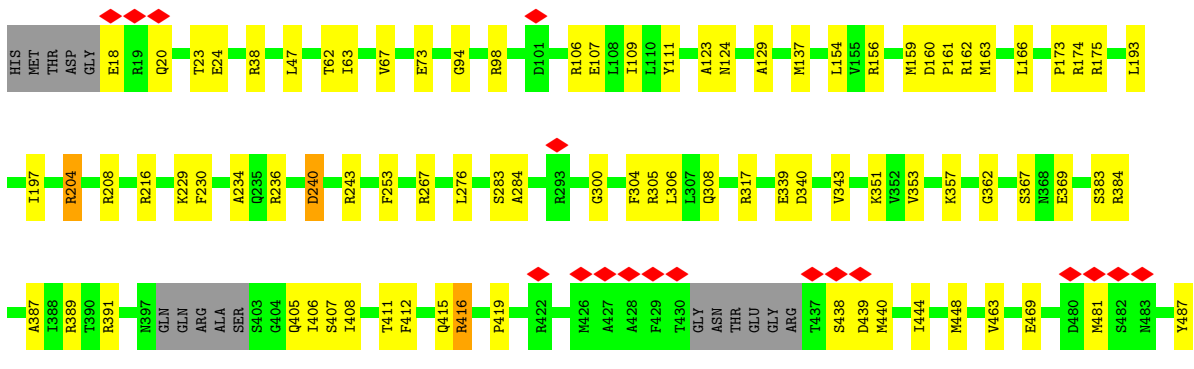 HIS MET THR ASP GLY E18 R19 Q20 T23 E24 R38 L47 T62 I63 V67 E73 G94 R98 D101 R106 E107 L108 I109 L110 Y111 A123 N124 A129 M137 L154 V155 R156 M159 D160 P161 R162 M163 L166 P173 R174 R175 L193
I197 R204 R208 R216 K229 F230 A234 Q235 R236 D240 R243 F253 R267 L276 S283 A284 R293 G300 F304 R305 L306 L307 Q308 R317 E339 D340 V343 K351 V352 V353 K357 G362 S367 N368 E369 S383 R384
A387 I388 R389 T390 R391 N397 GLN GLN ARG ALA SER S403 G404 Q405 I406 S407 I408 T411 F412 Q415 R416 P419 R422 M426 A427 A428 F429 T430 GLY ASN THR GLU GLY ARG T437 S438 D439 M440 I444 M448 V463 E469 D480 M481 S482 N483 Y487